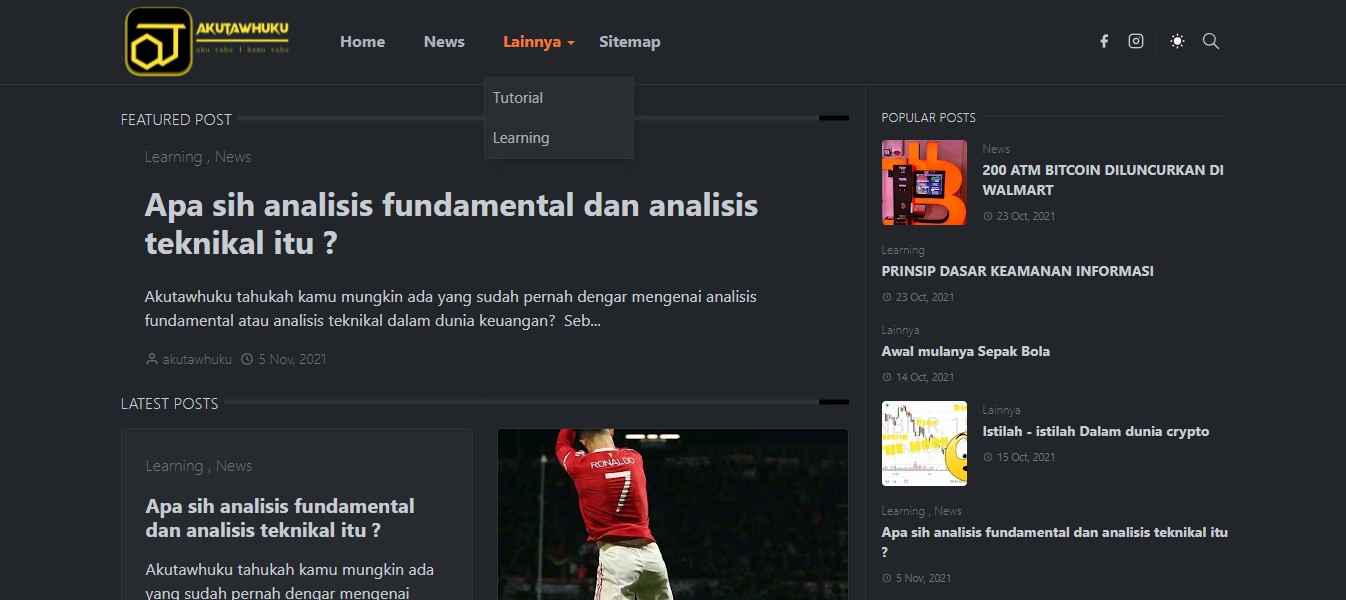 AKUTAWHUKU
aku tahu | kamu tahu
Home
News
Lainnya
Sitemap
Tutorial
Learning
FEATURED POST
Learning , News
Apa sih analisis fundamental dan analisis
teknikal itu ?
Akutawhuku tahukah kamu mungkin ada yang sudah pernah dengar mengenai analisis
fundamental atau analisis teknikal dalam dunia keuangan?  Seb...
akutawhuku 5 Nov, 2021
LATEST POSTS
Learning , News
Apa sih analisis fundamental
dan analisis teknikal itu ?
Akutawhuku tahukah kamu mungkin ada
yang sudah pernah dengar mengenai
RONALDO
7
POPULAR POSTS
News
200 ATM BITCOIN DILUNCURKAN DI
WALMART
23 Oct, 2021
Learning
PRINSIP DASAR KEAMANAN INFORMASI
23 Oct, 2021
Lainnya
Awal mulanya Sepak Bola
14 Oct, 2021
Lainnya
Istilah - istilah Dalam dunia crypto
15 Oct, 2021
Learning , News
Apa sih analisis fundamental dan analisis teknikal itu
?
5 Nov, 2021